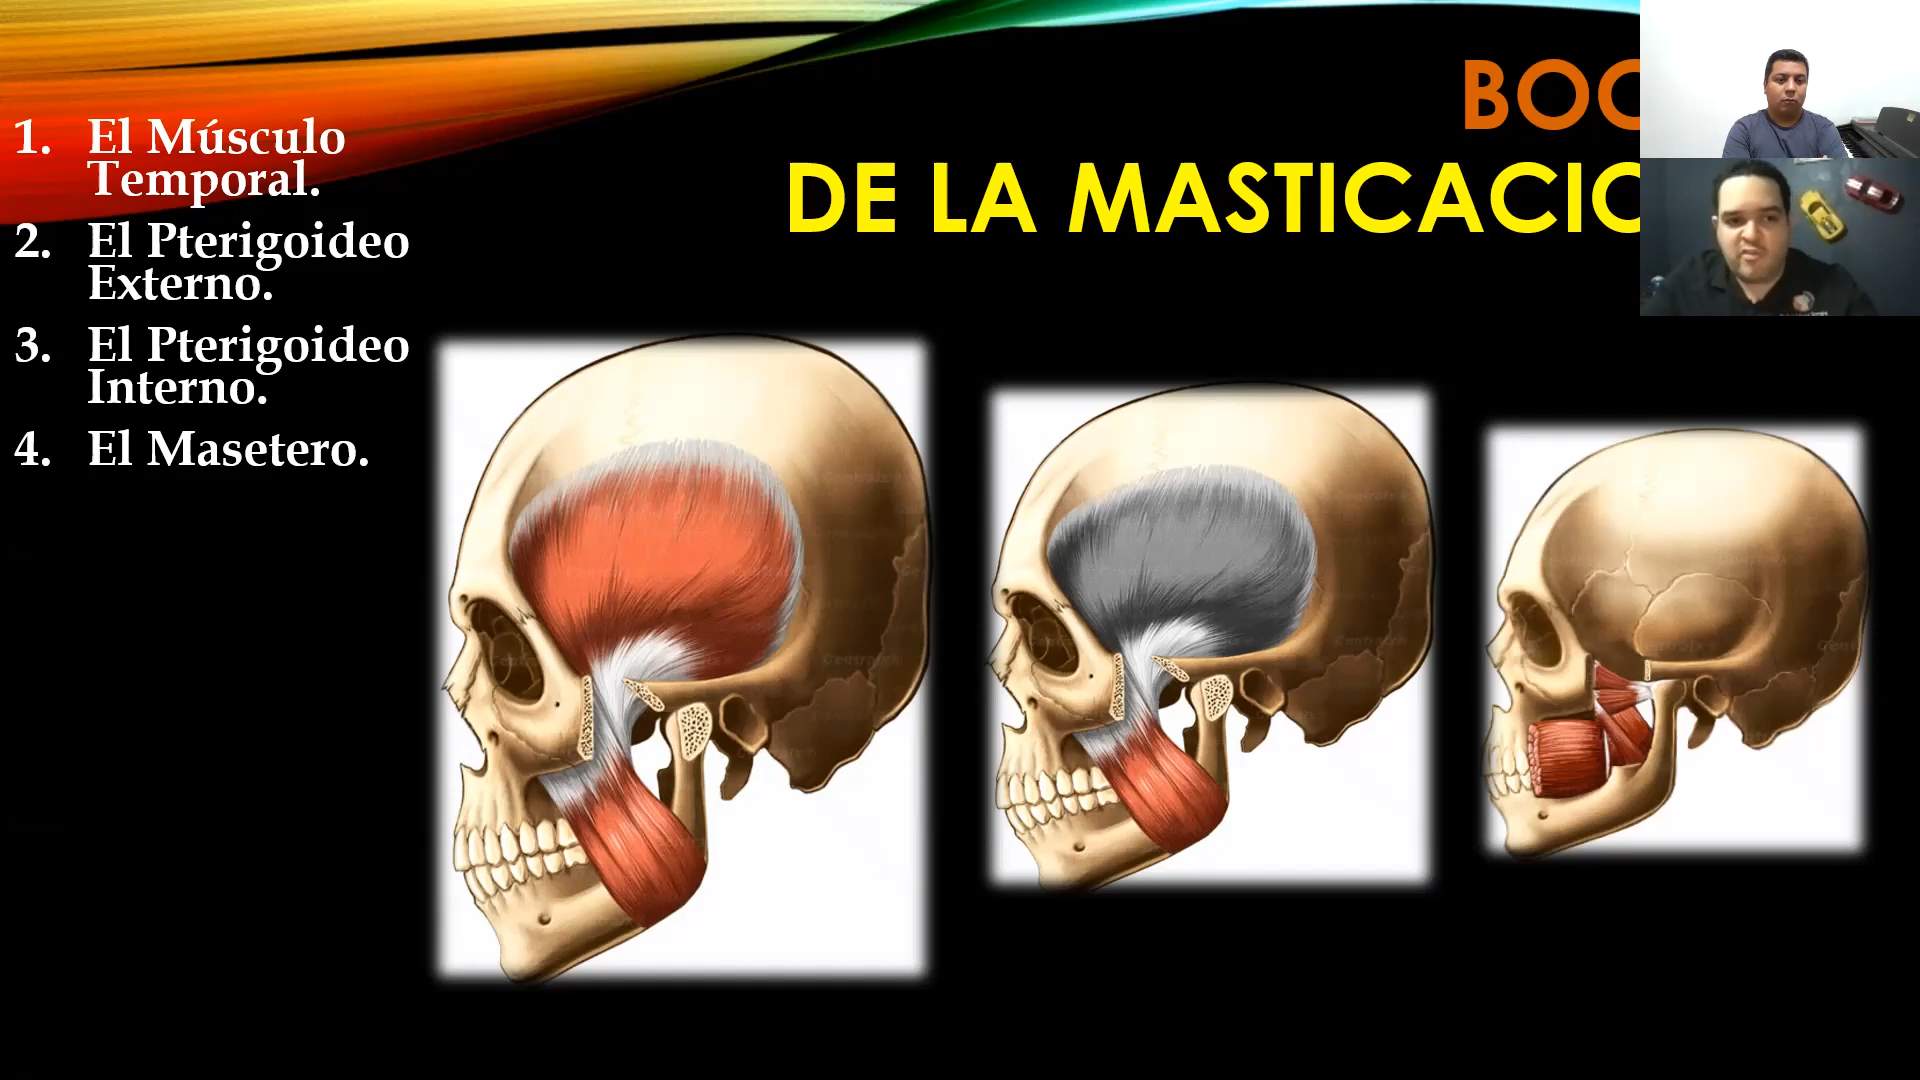 BOC
DE LA MASTICACIO
1. El Músculo
Temporal.
2. El Pterigoideo
Externo.
3. El Pterigoideo
Interno.
4. El Masetero.